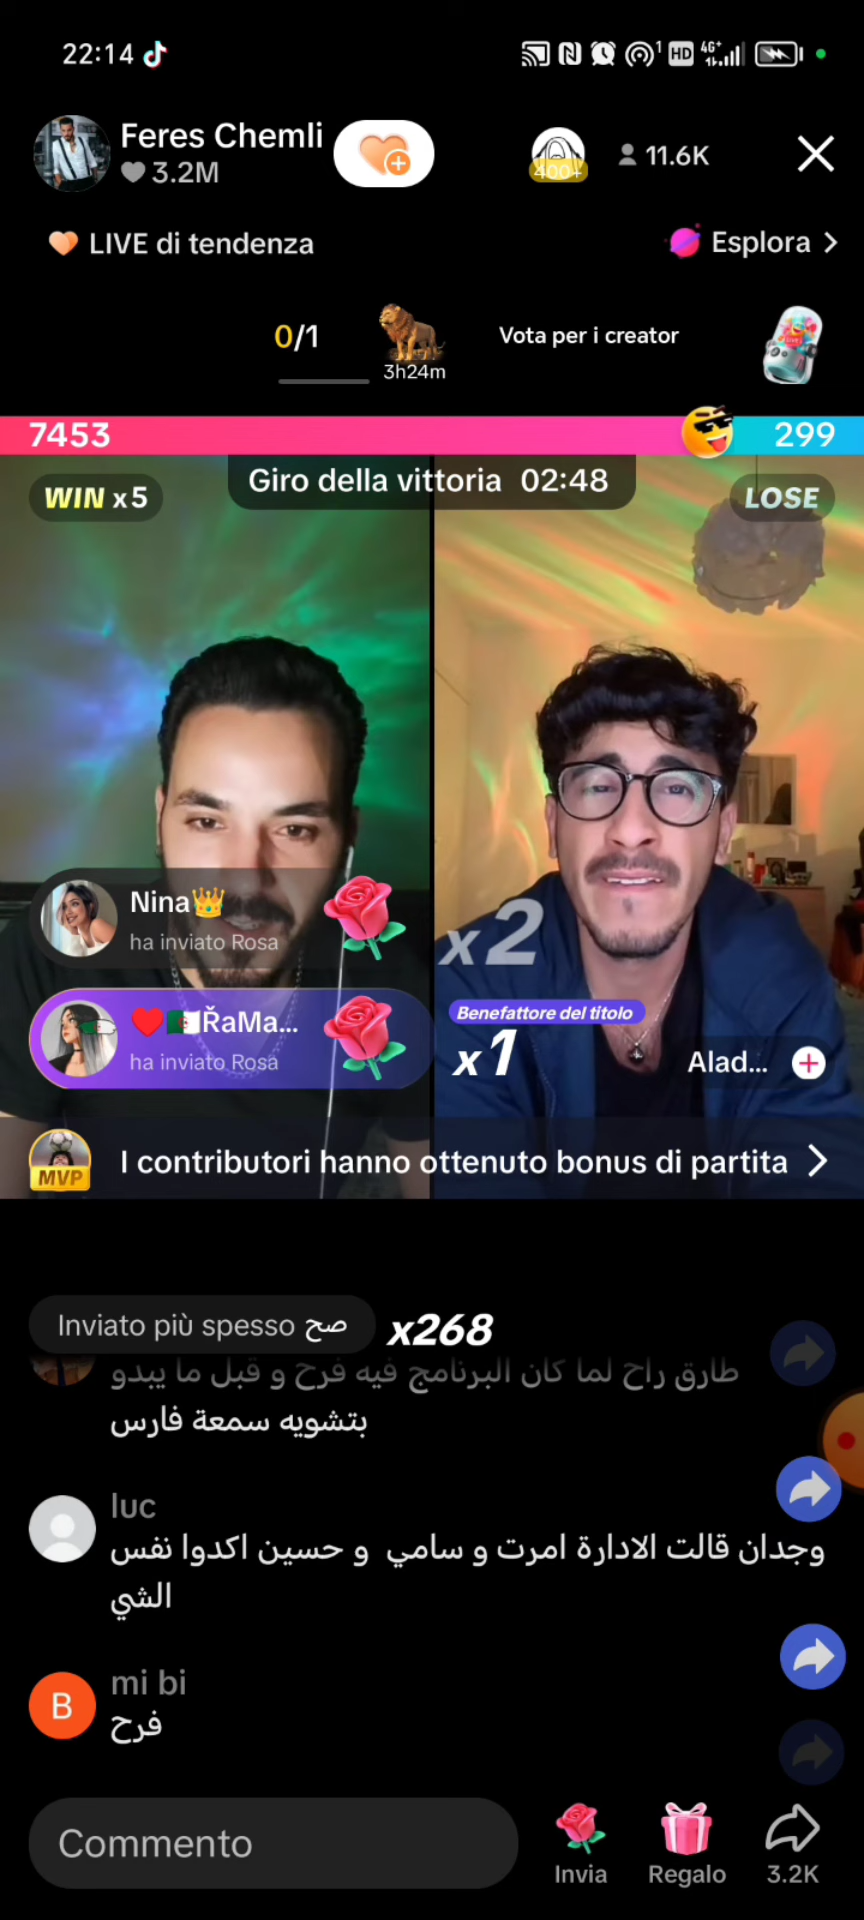 22:14
HD
4G+
Feres Chemli
3.2M
400+
11.6K
LIVE di tendenza
Esplora
0/1
3h24m
Vota per i creator
7453
299
Giro della vittoria 02:48
WIN x5
LOSE
Nina
ha inviato Rosa
ŘaMa...
ha inviato Rosa
x2
Benefattore del titolo
x1
Alad...
MVP
I contributori hanno ottenuto bonus di partita
Inviato più spesso صح x268
طارق راح لما كان البرنامج فيه فرح و قبل ما يبدو
بتشويه سمعة فارس
luc
وجدان قالت الادارة امرت و سامي و حسين اكدوا نفس
الشي
B
mi bi
فرح
Commento
Invia
Regalo
3.2K